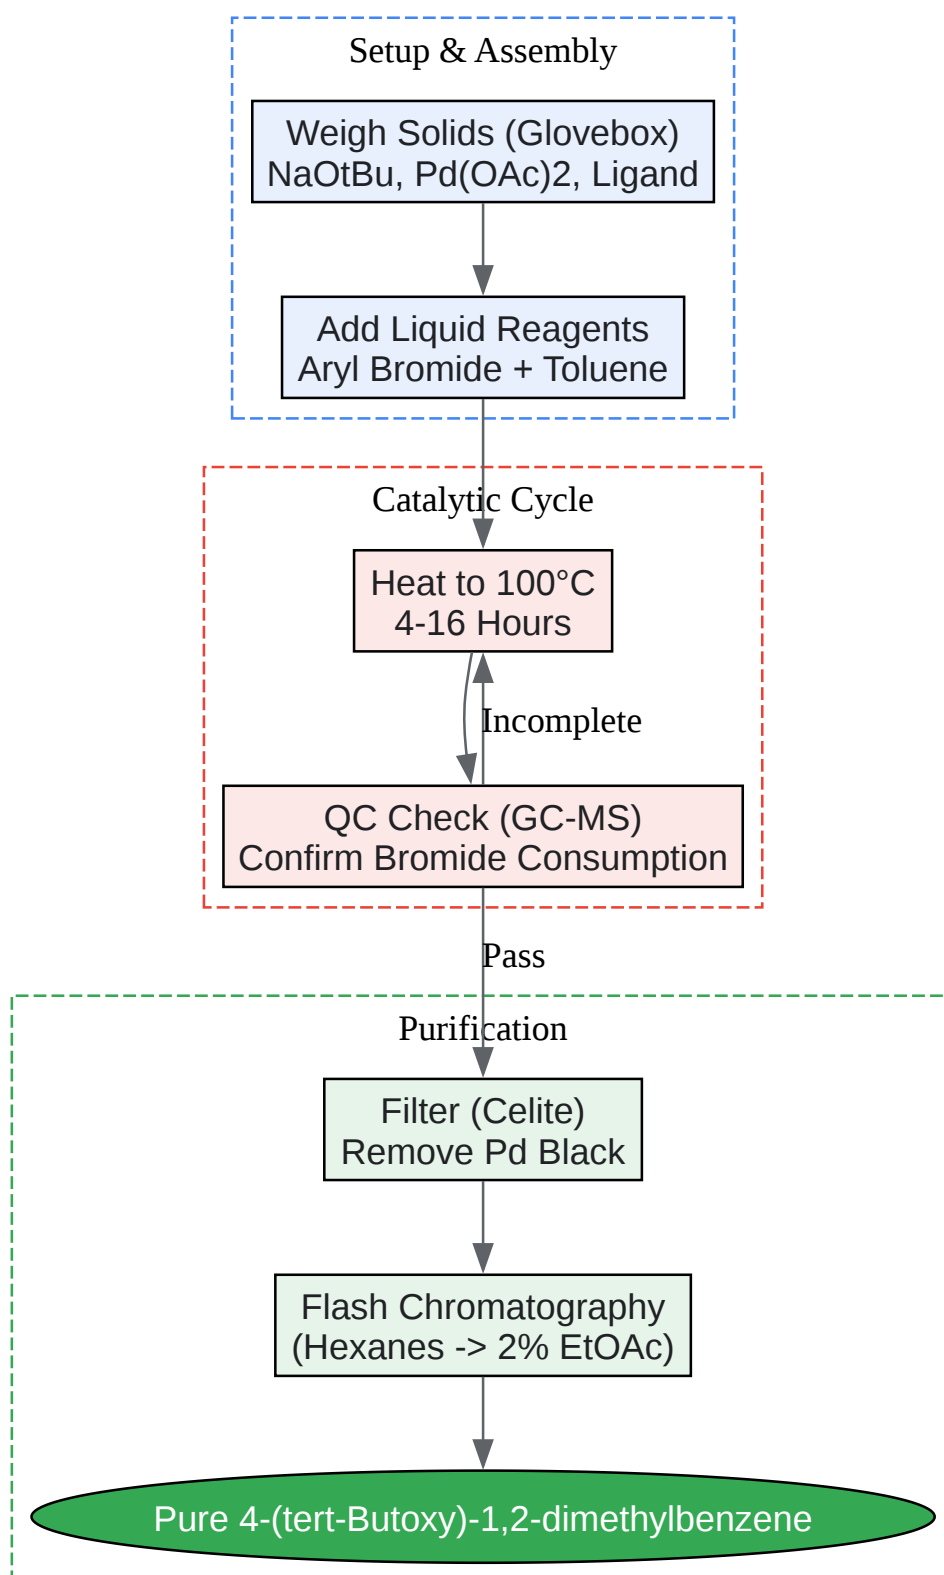 Setup & Assembly
Weigh Solids (Glovebox)
NaOtBu, Pd(OAc)2, Ligand
Add Liquid Reagents
Aryl Bromide + Toluene
Catalytic Cycle
Heat to 100°C
4-16 Hours
Incomplete
QC Check (GC-MS)
Confirm Bromide Consumption
Pass
Purification
Filter (Celite)
Remove Pd Black
Flash Chromatography
(Hexanes -> 2% EtOAc)
Pure 4-(tert-Butoxy)-1,2-dimethylbenzene